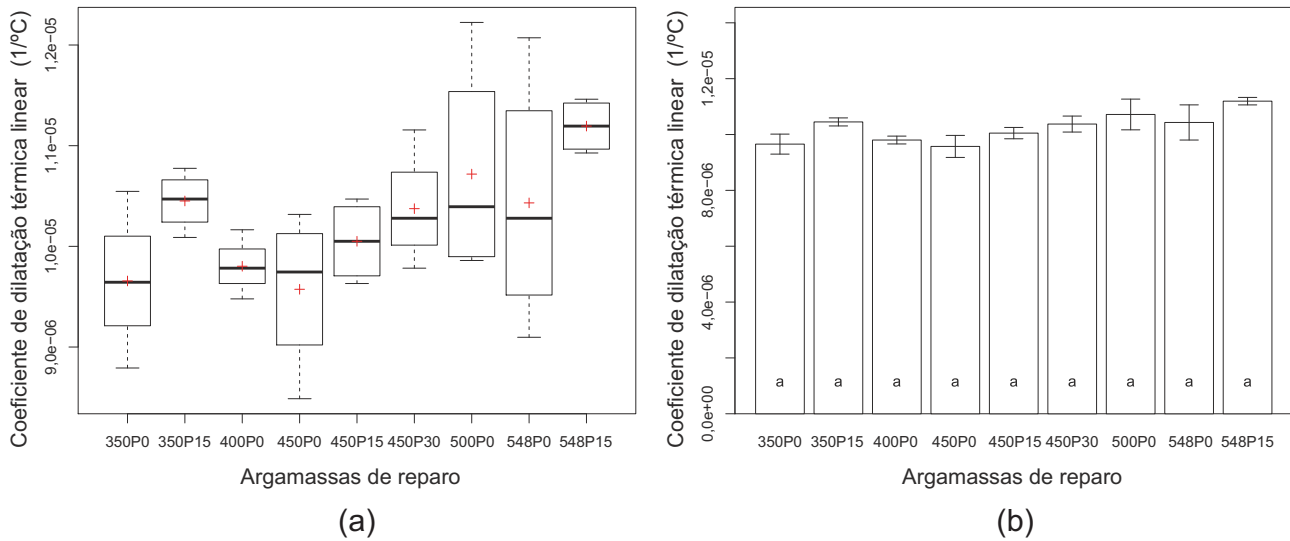 Coeficiente de dilatação térmica linear (1/ºC)
1,2e−05
1,1e−05
1,0e−05
9,0e−06
350P0 350P15 400P0 450P0 450P15 450P30 500P0 548P0 548P15
Argamassas de reparo
(a)
Coeficiente de dilatação térmica linear (1/ºC)
1,2e−05
8,0e−06
4,0e−06
0,0e+00
a a a a a a a a a
350P0 350P15 400P0 450P0 450P15 450P30 500P0 548P0 548P15
Argamassas de reparo
(b)